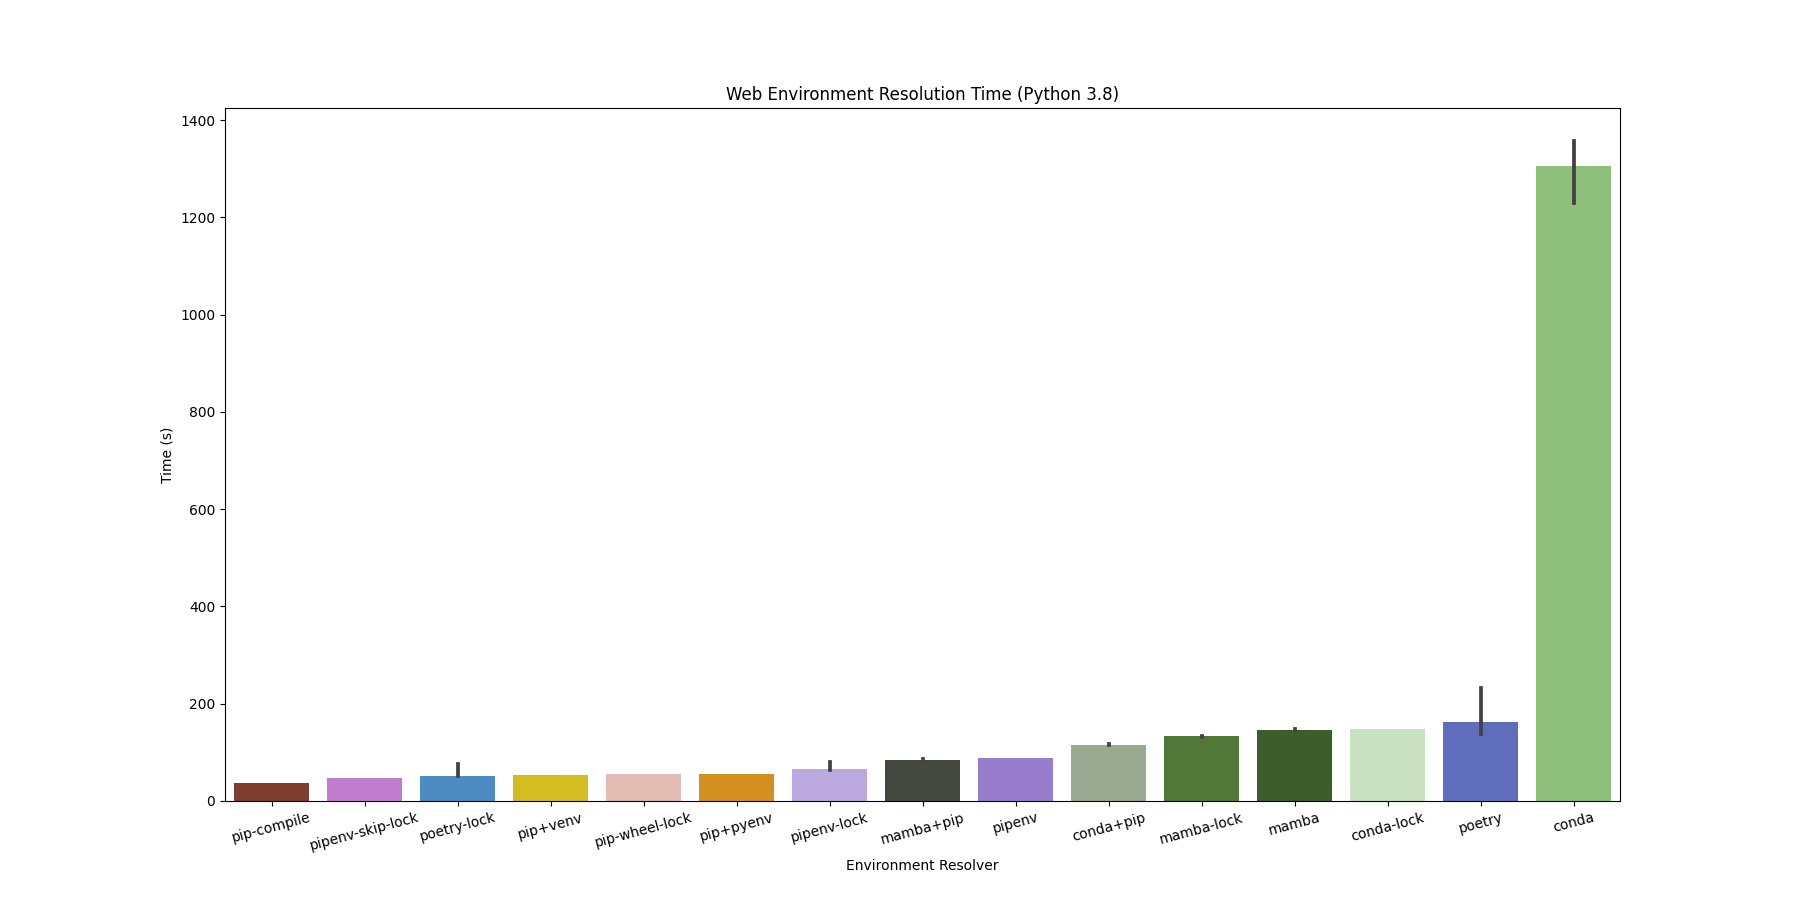 Web Environment Resolution Time (Python 3.8)
1400
1200
1000
800
600
400
200
0
Time (s)
pip-compile
pipenv-skip-lock
poetry-lock
pip+venv
pip-wheel-lock
pip+pyenv
pipenv-lock
mamba+pip
pipenv
conda+pip
mamba-lock
mamba
conda-lock
poetry
conda
Environment Resolver